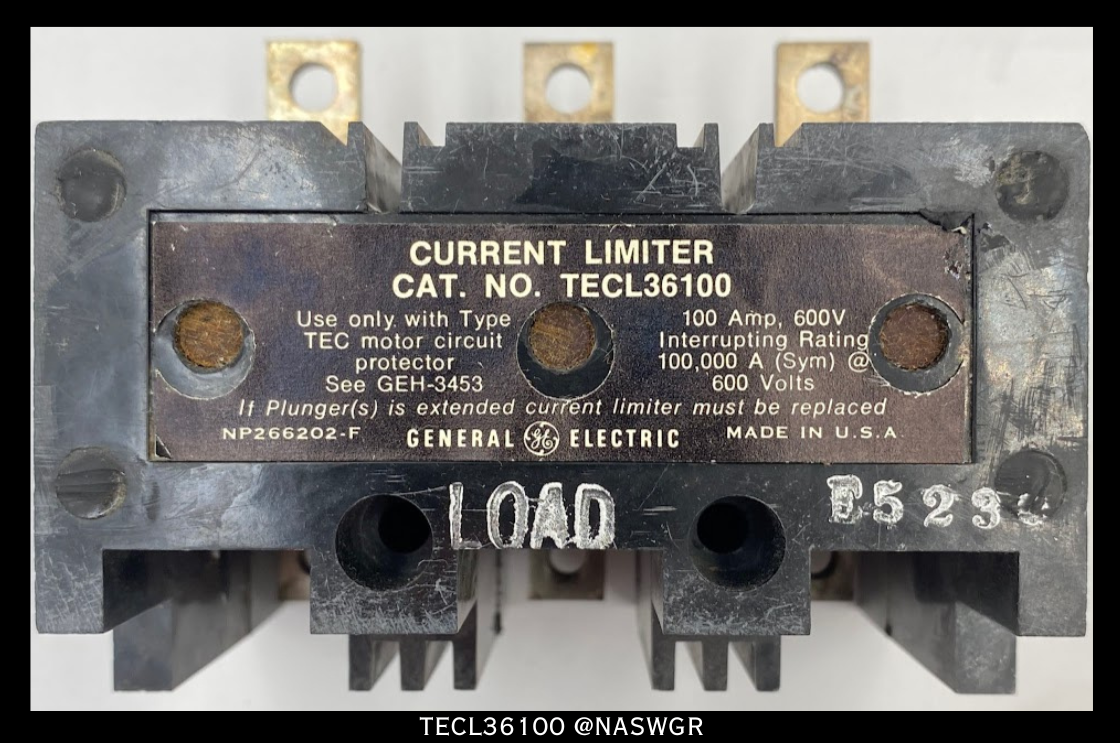 CURRENT LIMITER
CAT. NO. TECL36100
Use only with Type
TEC motor circuit
protector
See GEH-3453
100 Amp, 600V
Interrupting Rating
100,000 A (Sym) @
600 Volts
If Plunger(s) is extended current limiter must be replaced
NP266202-F
GENERAL GE ELECTRIC
MADE IN U.S.A
LOAD
TECL36100 @NASWGR